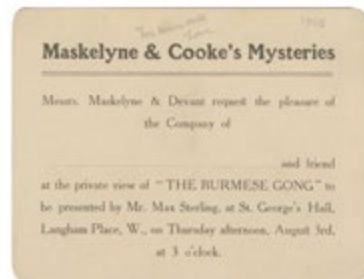 1905
Maskelyne & Cooke's Mysteries
Messrs. Maskelyne & Devant request the pleasure of
the Company of
and friend
at the private view of "THE BURMESE GONG" to
be presented by Mr. Max Sterling, at St. George's Hall,
Langham Place, W., on Thursday afternoon, August 3rd,
at 3 o'clock.